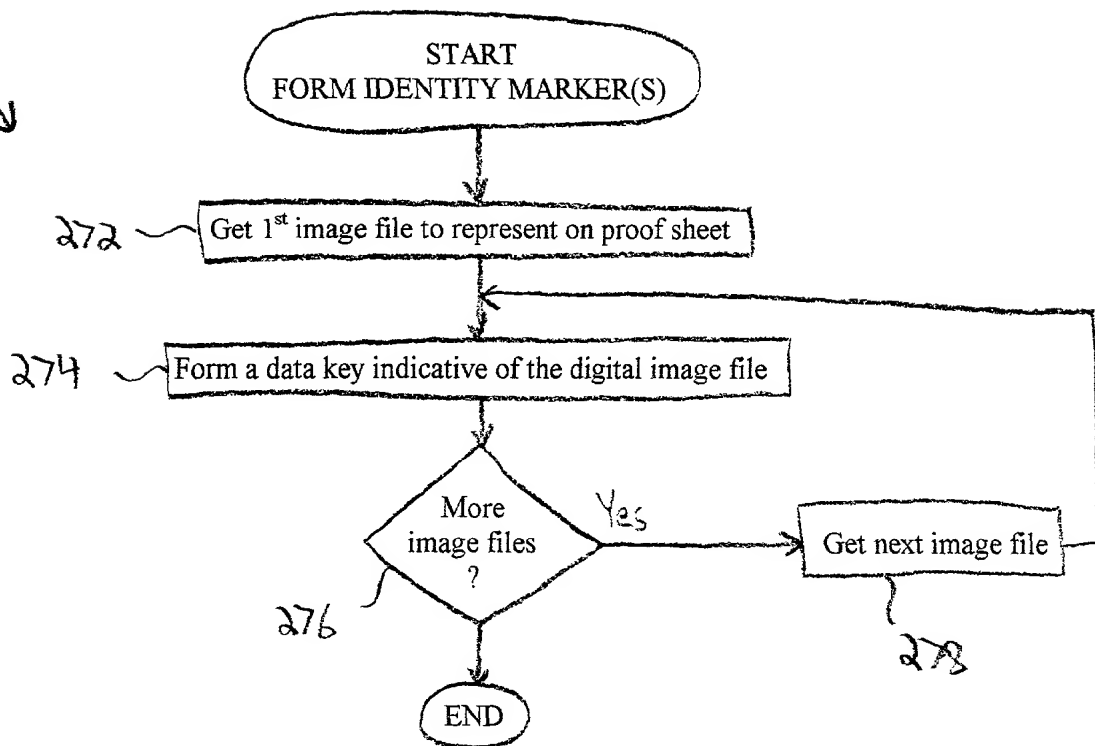 START
FORM IDENTITY MARKER(S)
272
Get 1st image file to represent on proof sheet
274
Form a data key indicative of the digital image file
More
image files
?
Yes
Get next image file
276
278
END